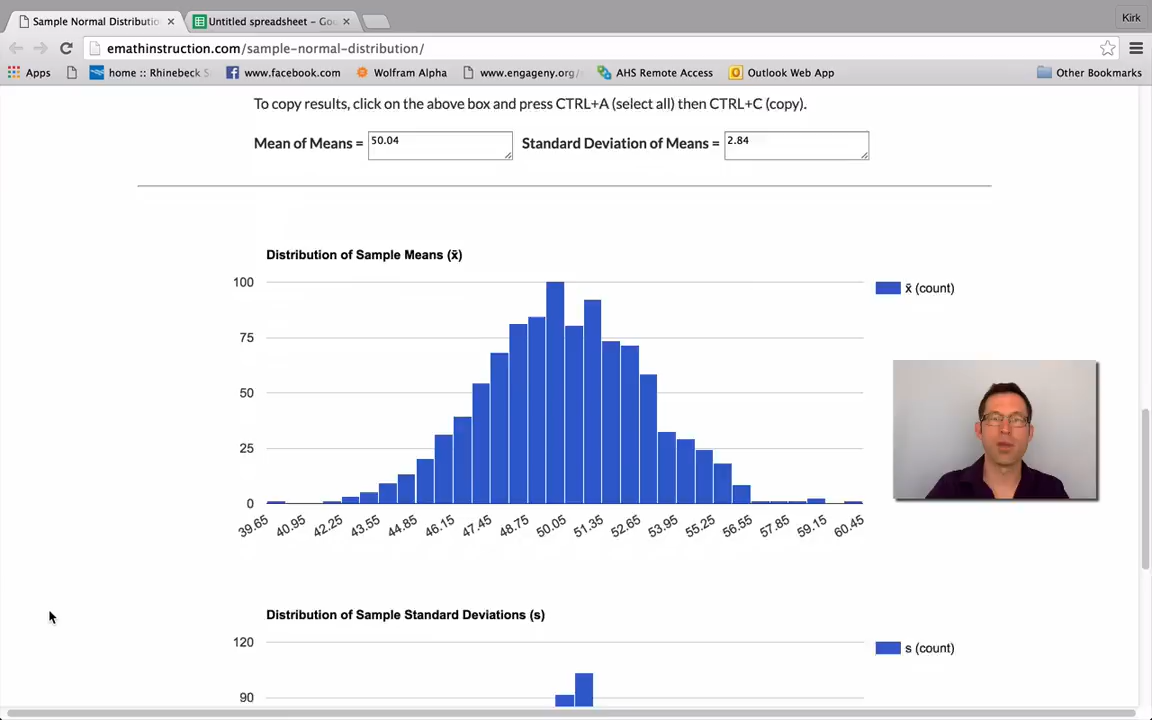 Sample Normal Distributio
Untitled spreadsheet – Goo
Kirk
emathinstruction.com/sample-normal-distribution/
Apps
home :: Rhinebeck S
www.facebook.com
Wolfram Alpha
www.engageny.org/
AHS Remote Access
Outlook Web App
Other Bookmarks
To copy results, click on the above box and press CTRL+A (select all) then CTRL+C (copy).
Mean of Means = 50.04 Standard Deviation of Means = 2.84
Distribution of Sample Means (x̄)
100
75
50
25
0
x̄ (count)
39.65 40.95 42.25 43.55 44.85 46.15 47.45 48.75 50.05 51.35 52.65 53.95 55.25 56.55 57.85 59.15 60.45
Distribution of Sample Standard Deviations (s)
120
90
s (count)